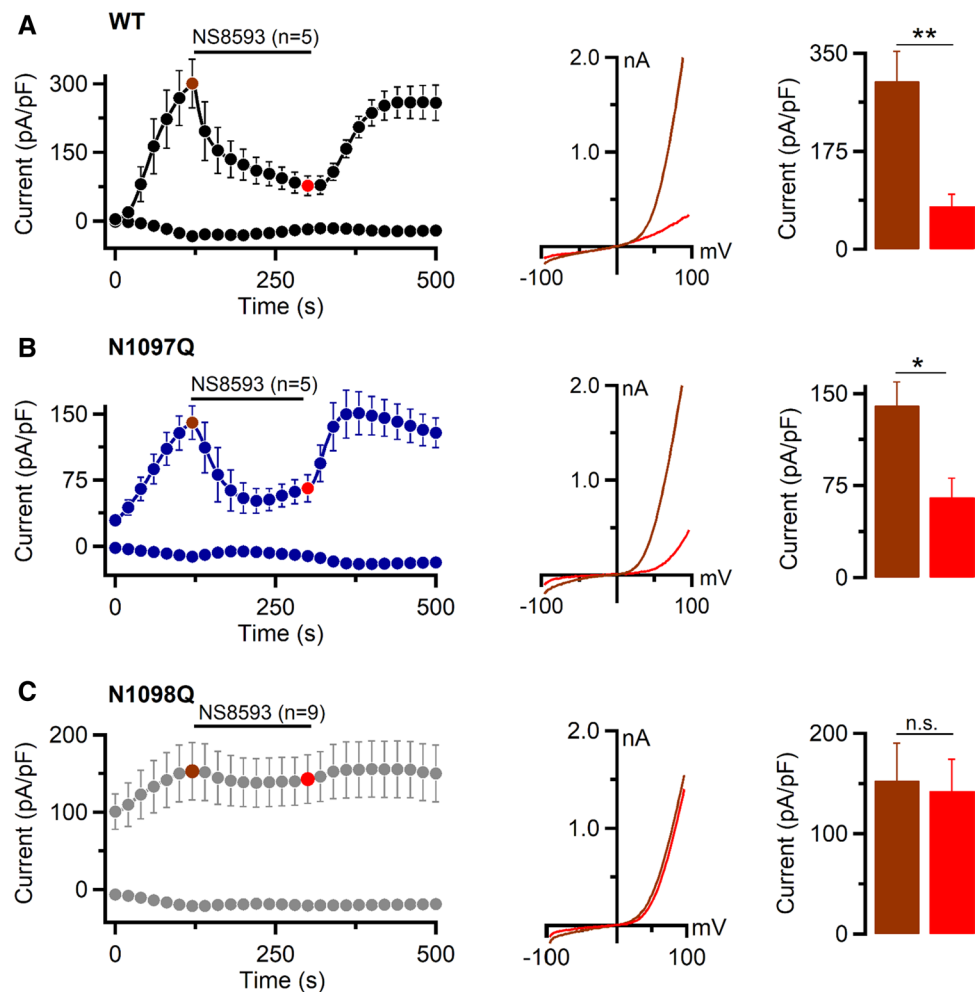 A
WT
NS8593 (n=5)
Current (pA/pF)
300
150
0
0
250
500
Time (s)
2.0
nA
1.0
mV
-100
100
**
Current (pA/pF)
350
175
0
B
N1097Q
NS8593 (n=5)
Current (pA/pF)
150
75
0
0
250
500
Time (s)
2.0
nA
1.0
mV
-100
100
*
Current (pA/pF)
150
75
0
C
N1098Q
NS8593 (n=9)
Current (pA/pF)
200
100
0
0
250
500
Time (s)
2.0
nA
1.0
mV
-100
100
n.s.
Current (pA/pF)
200
100
0